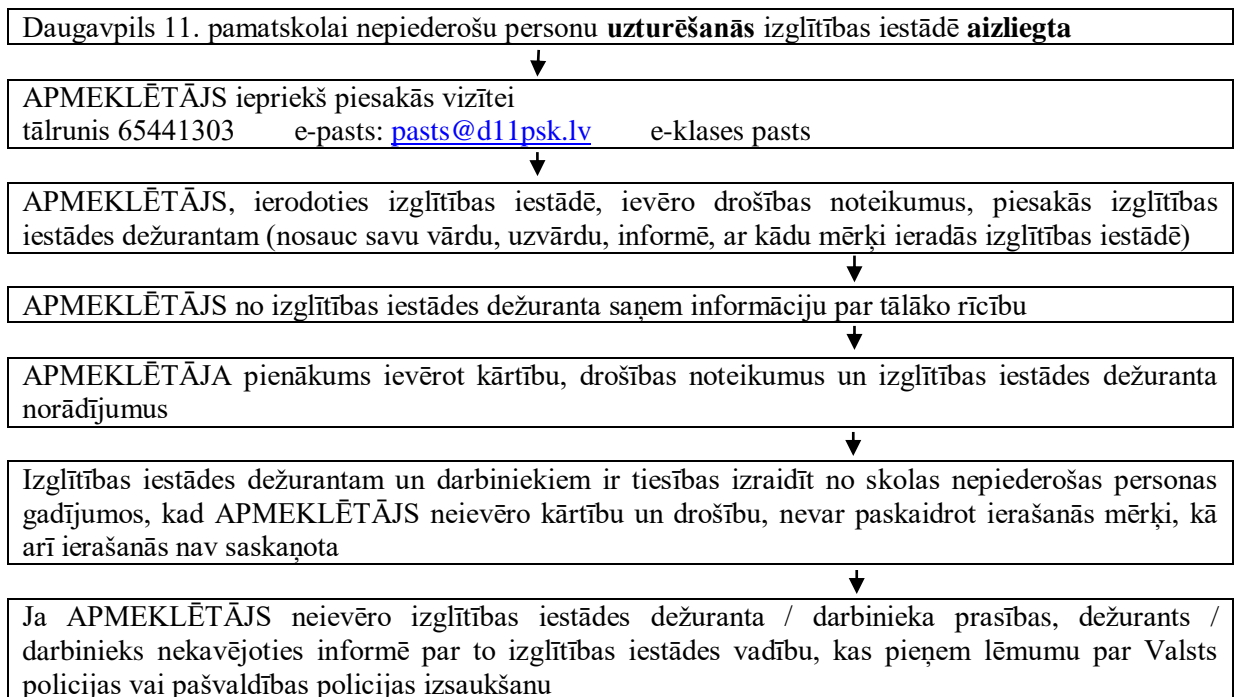 Daugavpils 11. pamatskolai nepiederošu personu uzturēšanās izglītības iestādē aizliegta
APMEKLĒTĀJS iepriekš piesakās vizītei
tālrunis 65441303 e-pasts: pasts@d11psk.lv e-klases pasts
APMEKLĒTĀJS, ierodoties izglītības iestādē, ievēro drošības noteikumus, piesakās izglītības
iestādes dežurantam (nosauc savu vārdu, uzvārdu, informē, ar kādu mērķi ieradās izglītības iestādē)
APMEKLĒTĀJS no izglītības iestādes dežuranta saņem informāciju par tālāko rīcību
APMEKLĒTĀJA pienākums ievērot kārtību, drošības noteikumus un izglītības iestādes dežuranta
norādījumus
Izglītības iestādes dežurantam un darbiniekiem ir tiesības izraidīt no skolas nepiederošas personas
gadījumos, kad APMEKLĒTĀJS neievēro kārtību un drošību, nevar paskaidrot ierašanās mērķi, kā
arī ierašanās nav saskaņota
Ja APMEKLĒTĀJS neievēro izglītības iestādes dežuranta / darbinieka prasības, dežurants /
darbinieks nekavējoties informē par to izglītības iestādes vadību, kas pieņem lēmumu par Valsts
policijas vai pašvaldības policijas izsaukšanu